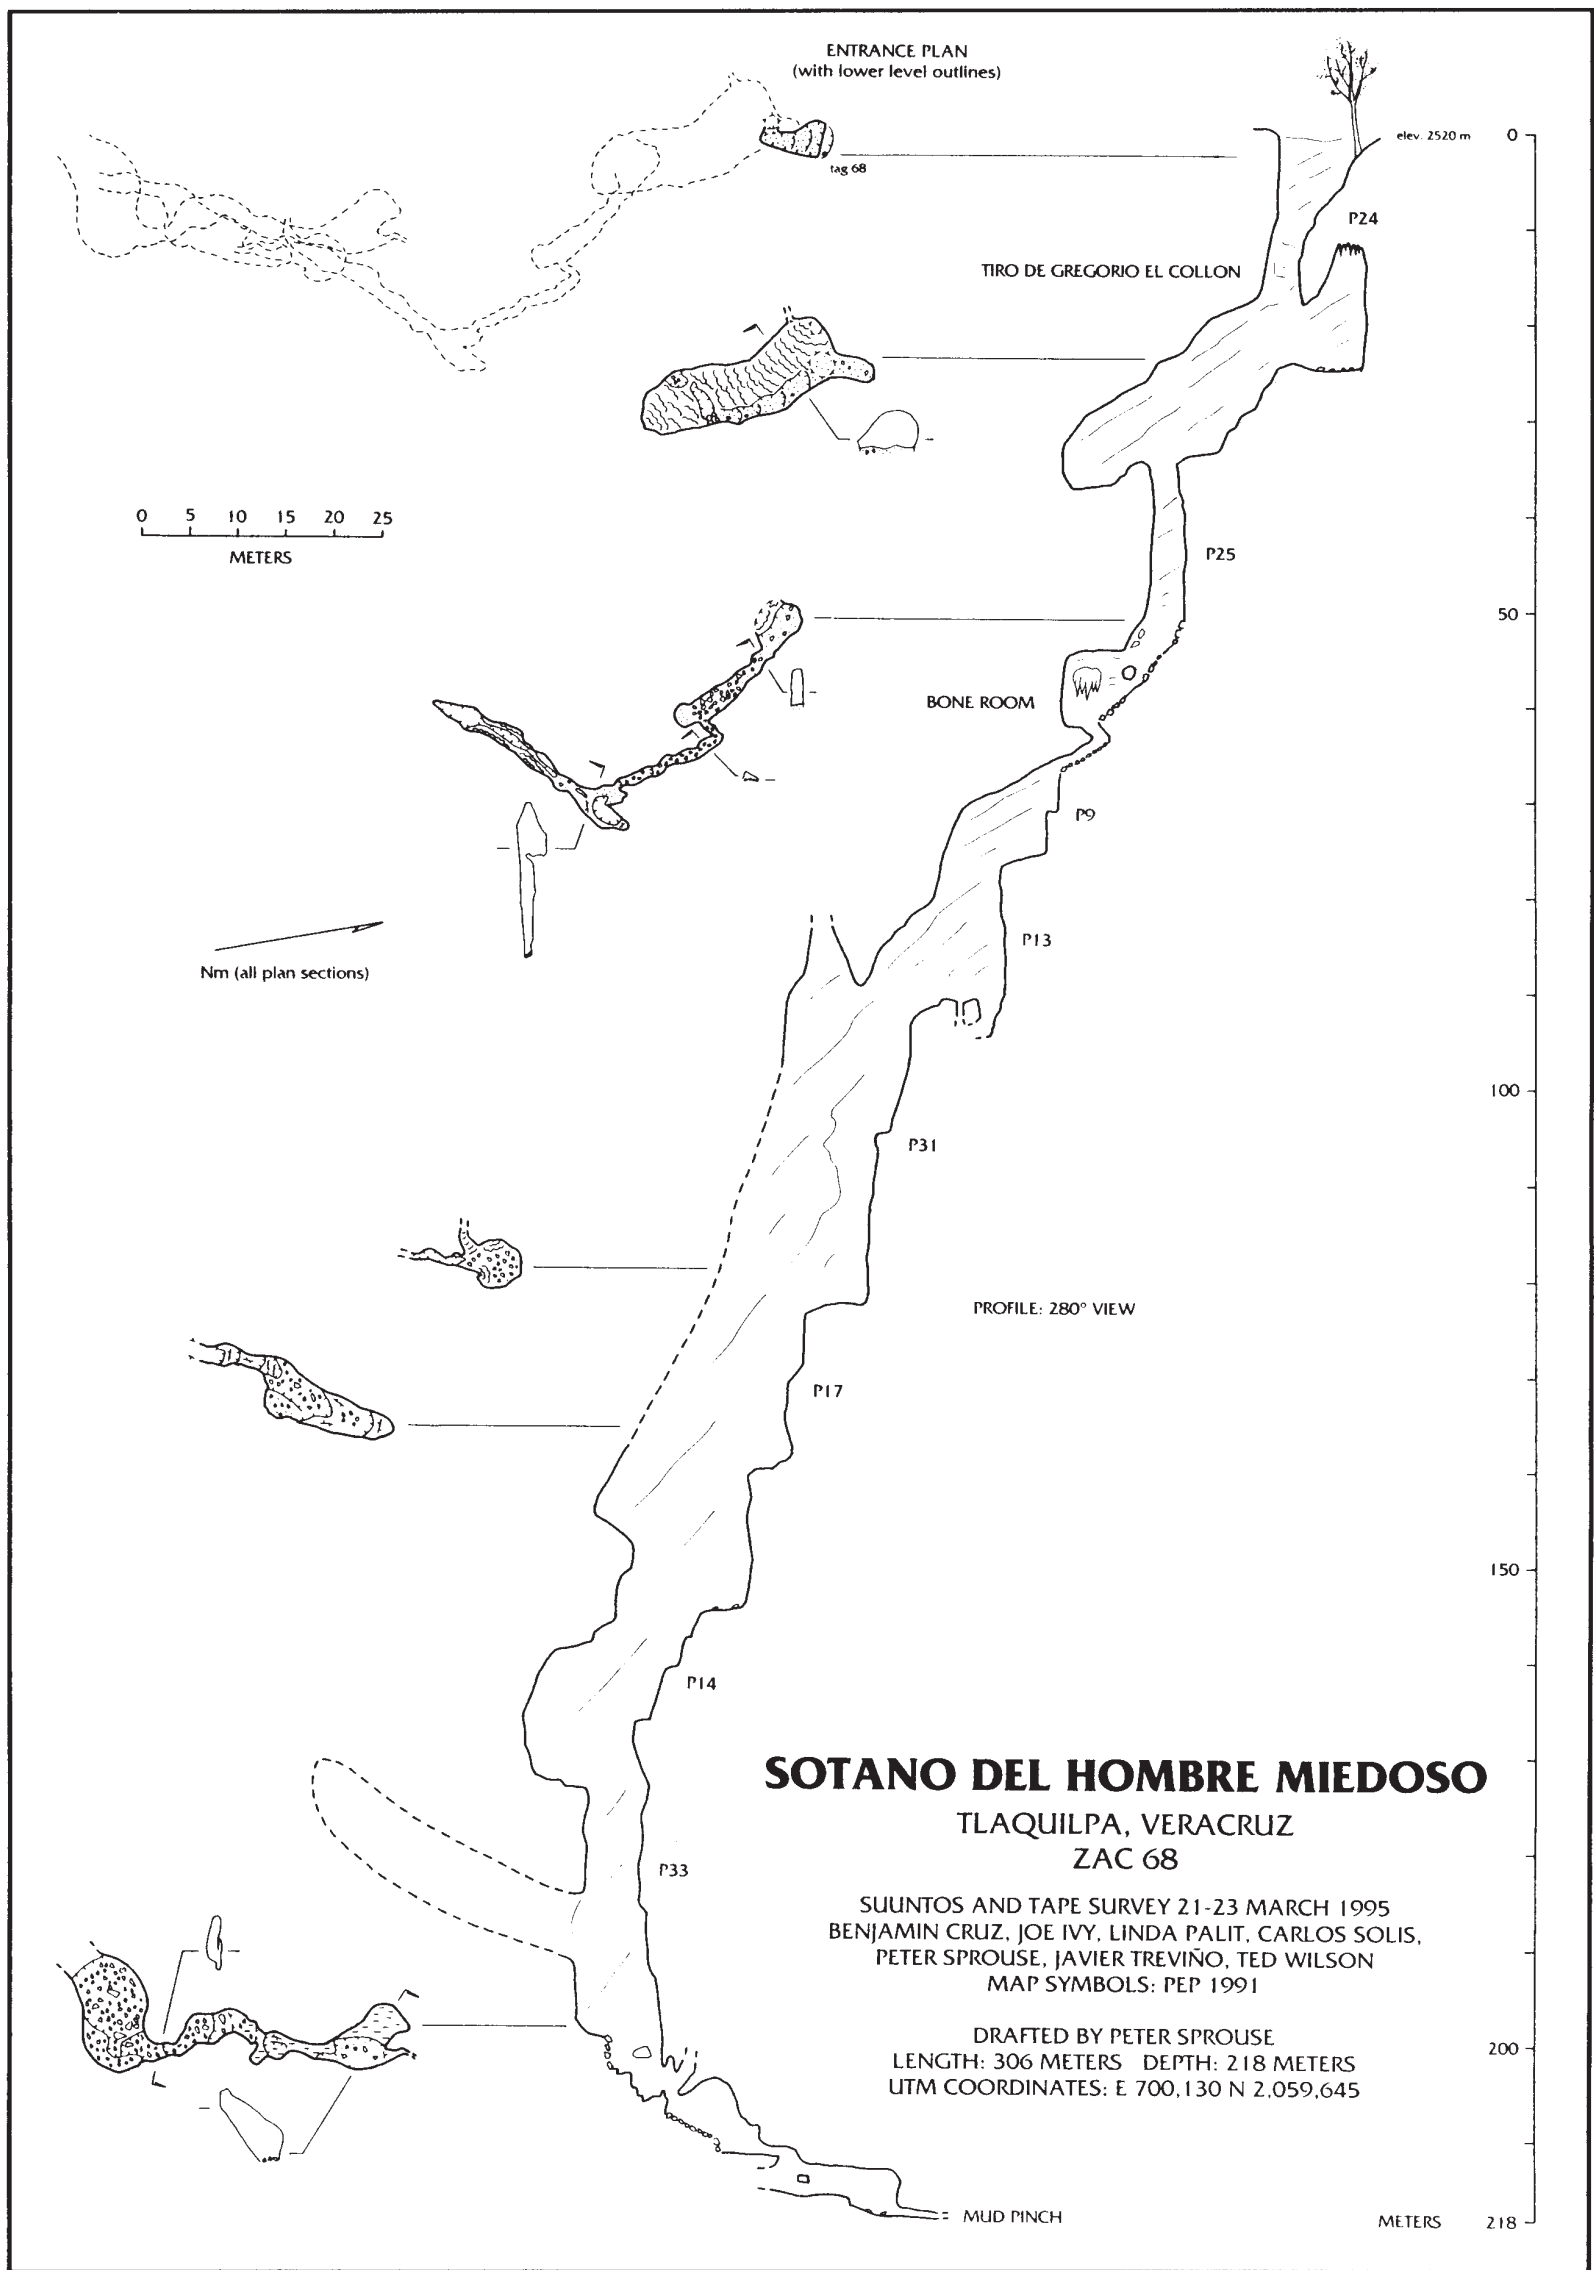 ENTRANCE PLAN
(with lower level outlines)
elev. 2520 m
0
tag 68
P24
TIRO DE GREGORIO EL COLLON
0 5 10 15 20 25
METERS
P25
50
BONE ROOM
P9
P13
Nm (all plan sections)
100
P31
PROFILE: 280° VIEW
P17
150
P14
SOTANO DEL HOMBRE MIEDOSO
TLAQUILPA, VERACRUZ
ZAC 68
P33
SUUNTOS AND TAPE SURVEY 21-23 MARCH 1995
BENJAMIN CRUZ, JOE IVY, LINDA PALIT, CARLOS SOLIS,
PETER SPROUSE, JAVIER TREVIÑO, TED WILSON
MAP SYMBOLS: PEP 1991
DRAFTED BY PETER SPROUSE
LENGTH: 306 METERS DEPTH: 218 METERS
UTM COORDINATES: E 700,130 N 2,059,645
200
MUD PINCH
METERS 218